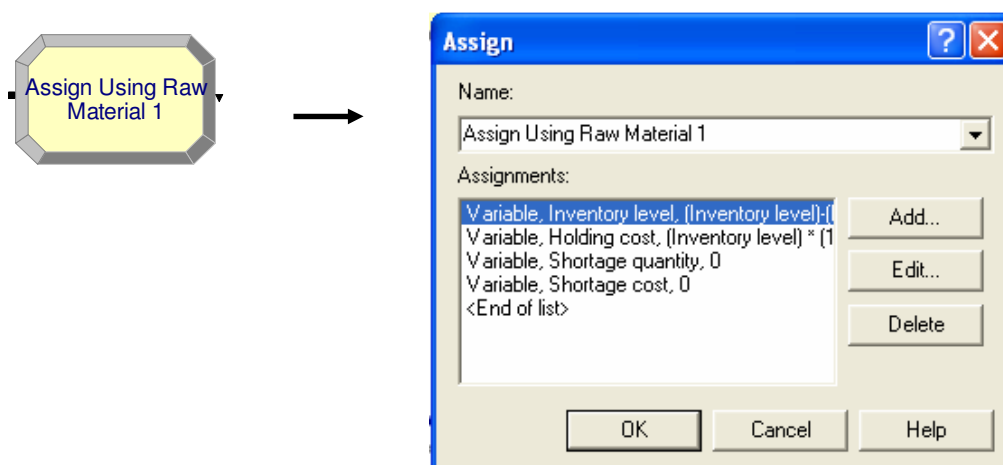 Assign Using Raw
Material 1
Assign
Name:
Assign Using Raw Material 1
Assignments:
Variable, Inventory level, (Inventory level)-(
Variable, Holding cost, (Inventory level) * (1
Variable, Shortage quantity, 0
Variable, Shortage cost, 0
<End of list>
Add...
Edit...
Delete
OK
Cancel
Help